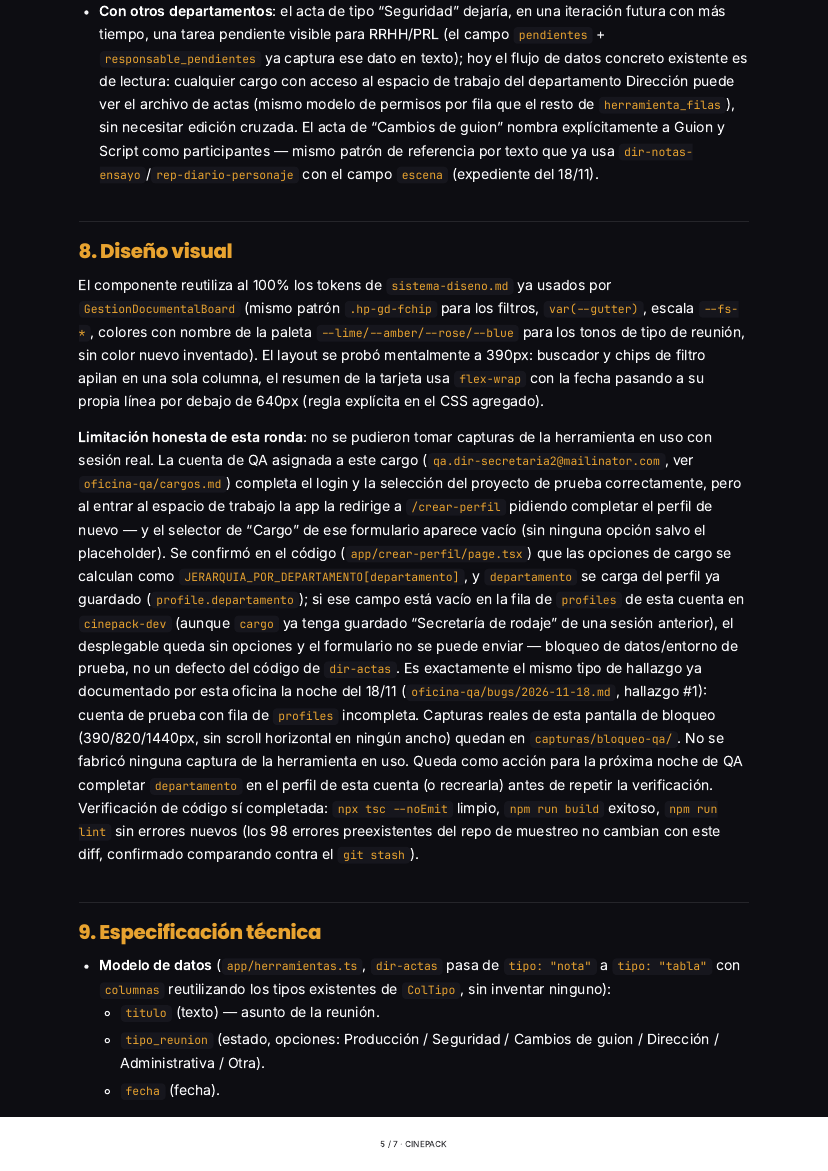 • Con otros departamentos: el acta de tipo “Seguridad” dejaría, en una iteración futura con más
tiempo, una tarea pendiente visible para RRHH/PRL (el campo pendientes +
responsable_pendientes ya captura ese dato en texto); hoy el flujo de datos concreto existente es
de lectura: cualquier cargo con acceso al espacio de trabajo del departamento Dirección puede
ver el archivo de actas (mismo modelo de permisos por fila que el resto de herramienta_filas ),
sin necesitar edición cruzada. El acta de “Cambios de guion” nombra explícitamente a Guion y
Script como participantes — mismo patrón de referencia por texto que ya usa dir-notas-
ensayo / rep-diario-personaje con el campo escena (expediente del 18/11).
8. Diseño visual
El componente reutiliza al 100% los tokens de sistema-diseno.md ya usados por
GestionDocumentalBoard (mismo patrón .hp-gd-fchip para los filtros, var(--gutter) , escala --fs-
* , colores con nombre de la paleta --lime/--amber/--rose/--blue para los tonos de tipo de reunión,
sin color nuevo inventado). El layout se probó mentalmente a 390px: buscador y chips de filtro
apilan en una sola columna, el resumen de la tarjeta usa flex-wrap con la fecha pasando a su
propia línea por debajo de 640px (regla explícita en el CSS agregado).
Limitación honesta de esta ronda: no se pudieron tomar capturas de la herramienta en uso con
sesión real. La cuenta de QA asignada a este cargo ( qa.dir-secretaria2@mailinator.com , ver
oficina-qa/cargos.md ) completa el login y la selección del proyecto de prueba correctamente, pero
al entrar al espacio de trabajo la app la redirige a /crear-perfil pidiendo completar el perfil de
nuevo — y el selector de “Cargo” de ese formulario aparece vacío (sin ninguna opción salvo el
placeholder). Se confirmó en el código ( app/crear-perfil/page.tsx ) que las opciones de cargo se
calculan como JERARQUIA_POR_DEPARTAMENTO[departamento] , y departamento se carga del perfil ya
guardado ( profile.departamento ); si ese campo está vacío en la fila de profiles de esta cuenta en
cinepack-dev (aunque cargo ya tenga guardado “Secretaría de rodaje” de una sesión anterior), el
desplegable queda sin opciones y el formulario no se puede enviar — bloqueo de datos/entorno de
prueba, no un defecto del código de dir-actas . Es exactamente el mismo tipo de hallazgo ya
documentado por esta oficina la noche del 18/11 ( oficina-qa/bugs/2026-11-18.md , hallazgo #1):
cuenta de prueba con fila de profiles incompleta. Capturas reales de esta pantalla de bloqueo
(390/820/1440px, sin scroll horizontal en ningún ancho) quedan en capturas/bloqueo-qa/ . No se
fabricó ninguna captura de la herramienta en uso. Queda como acción para la próxima noche de QA
completar departamento en el perfil de esta cuenta (o recrearla) antes de repetir la verificación.
Verificación de código sí completada: npx tsc --noEmit limpio, npm run build exitoso, npm run
lint sin errores nuevos (los 98 errores preexistentes del repo de muestreo no cambian con este
diff, confirmado comparando contra el git stash ).
9. Especificación técnica
• Modelo de datos ( app/herramientas.ts , dir-actas pasa de tipo: "nota" a tipo: "tabla" con
columnas reutilizando los tipos existentes de ColTipo , sin inventar ninguno):
◦ titulo (texto) — asunto de la reunión.
◦ tipo_reunion (estado, opciones: Producción / Seguridad / Cambios de guion / Dirección /
Administrativa / Otra).
◦ fecha (fecha).
5 / 7 · CINEPACK